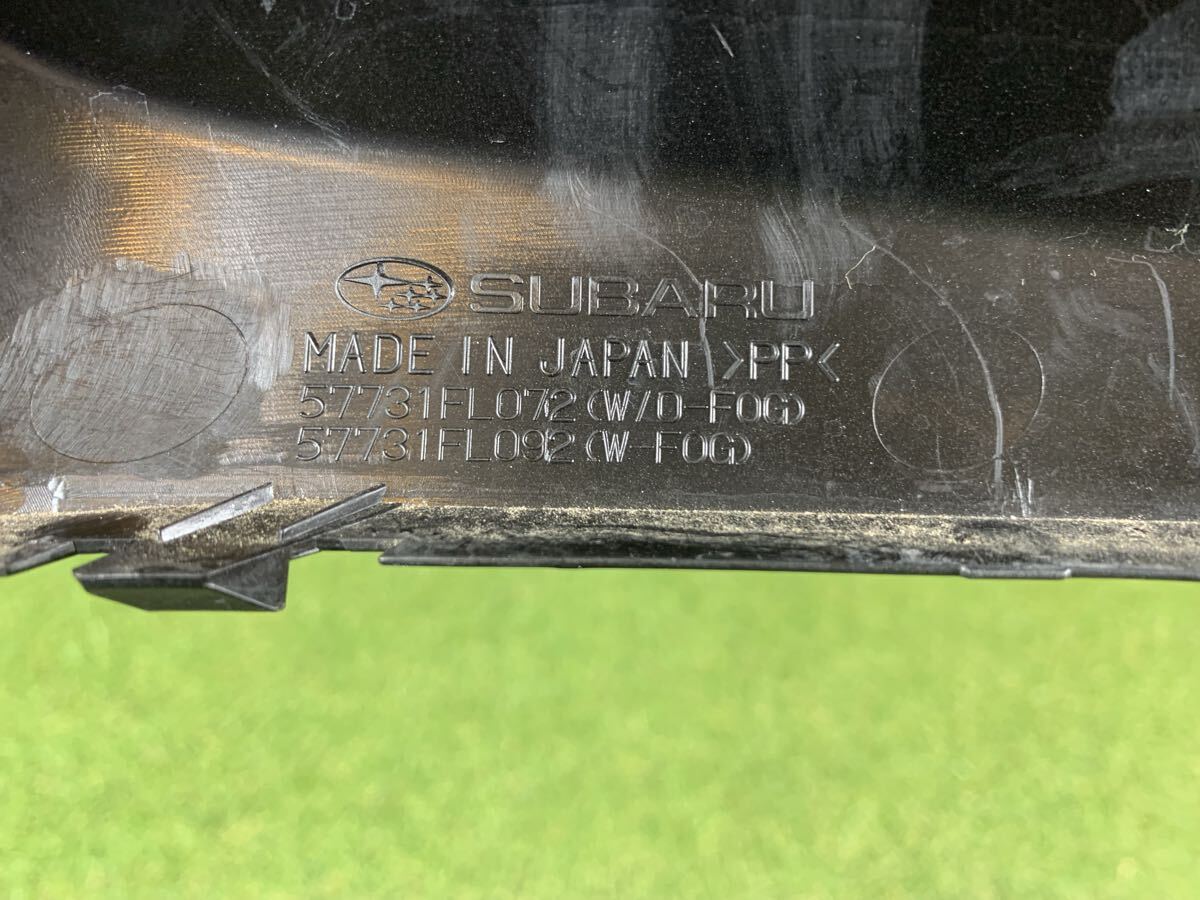 SUBARU
MADE IN JAPAN >PP<
57731FL072(W/O-FOG)
57731FL092(W-FOG)